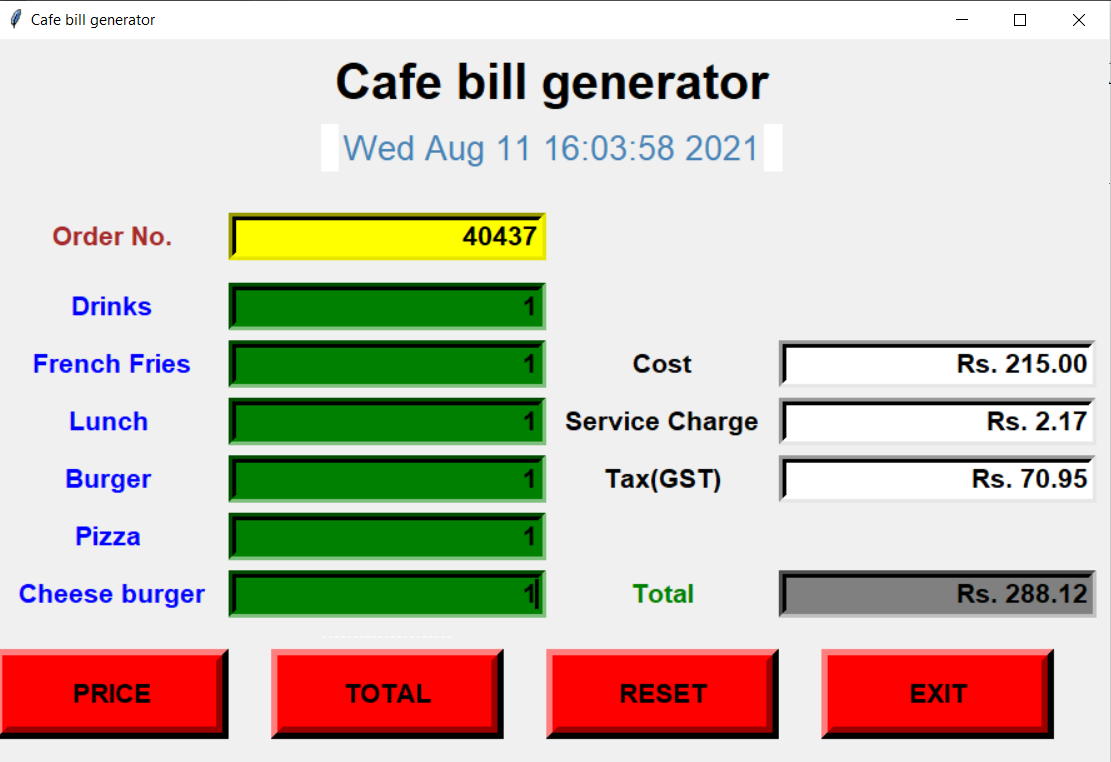 Cafe bill generator
Cafe bill generator
Wed Aug 11 16:03:58 2021
Order No. 40437
Drinks 1
French Fries 1 Cost Rs. 215.00
Lunch 1 Service Charge Rs. 2.17
Burger 1 Tax(GST) Rs. 70.95
Pizza 1
Cheese burger 1 Total Rs. 288.12
PRICE TOTAL RESET EXIT